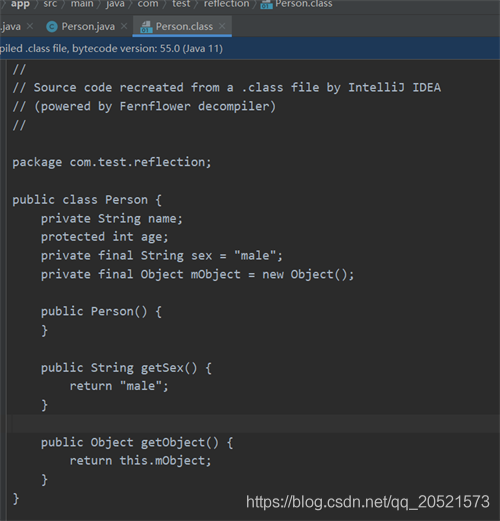 app src main java com test reflection Person.class
.java Person.java Person.class
piled .class file, bytecode version: 55.0 (Java 11)
//
// Source code recreated from a .class file by IntelliJ IDEA
// (powered by Fernflower decompiler)
//
package com.test.reflection;
public class Person {
private String name;
protected int age;
private final String sex = "male";
private final Object mObject = new Object();
public Person() {
}
public String getSex() {
return "male";
}
public Object getObject() {
return this.mObject;
}
}
https://blog.csdn.net/qq_20521573